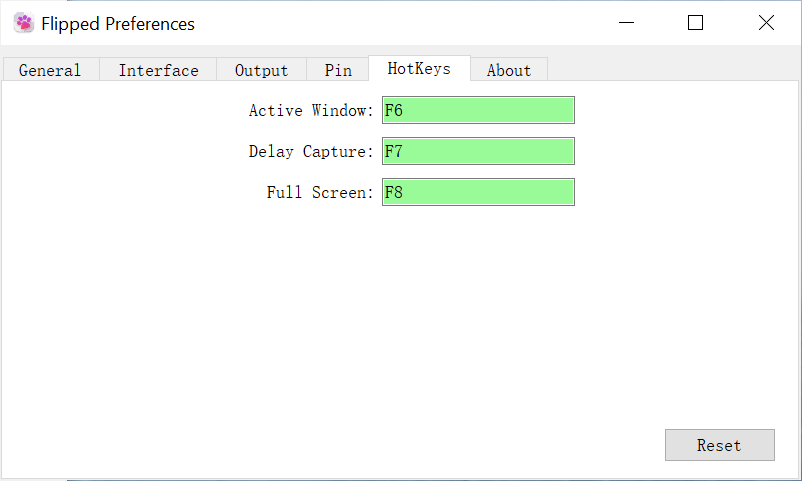 Flipped Preferences
General Interface Output Pin HotKeys About
Active Window: F6
Delay Capture: F7
Full Screen: F8
Reset